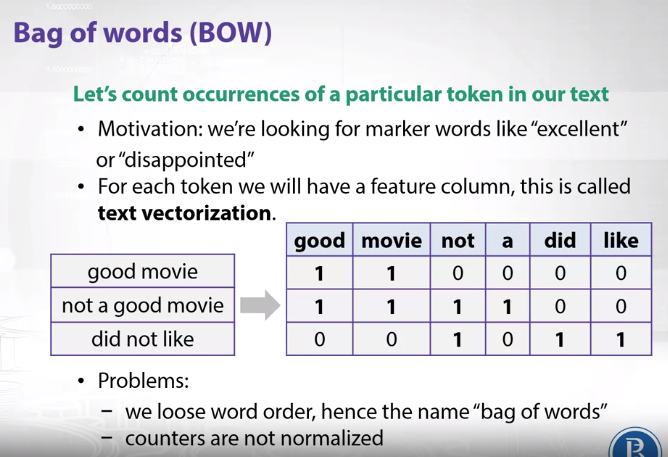 Bag of words (BOW)
Let's count occurrences of a particular token in our text
• Motivation: we're looking for marker words like "excellent"
or "disappointed"
• For each token we will have a feature column, this is called
text vectorization.
good movie not a did like
good movie 1 1 0 0 0 0
not a good movie 1 1 1 1 0 0
did not like 0 0 1 0 1 1
• Problems:
– we loose word order, hence the name "bag of words"
– counters are not normalized